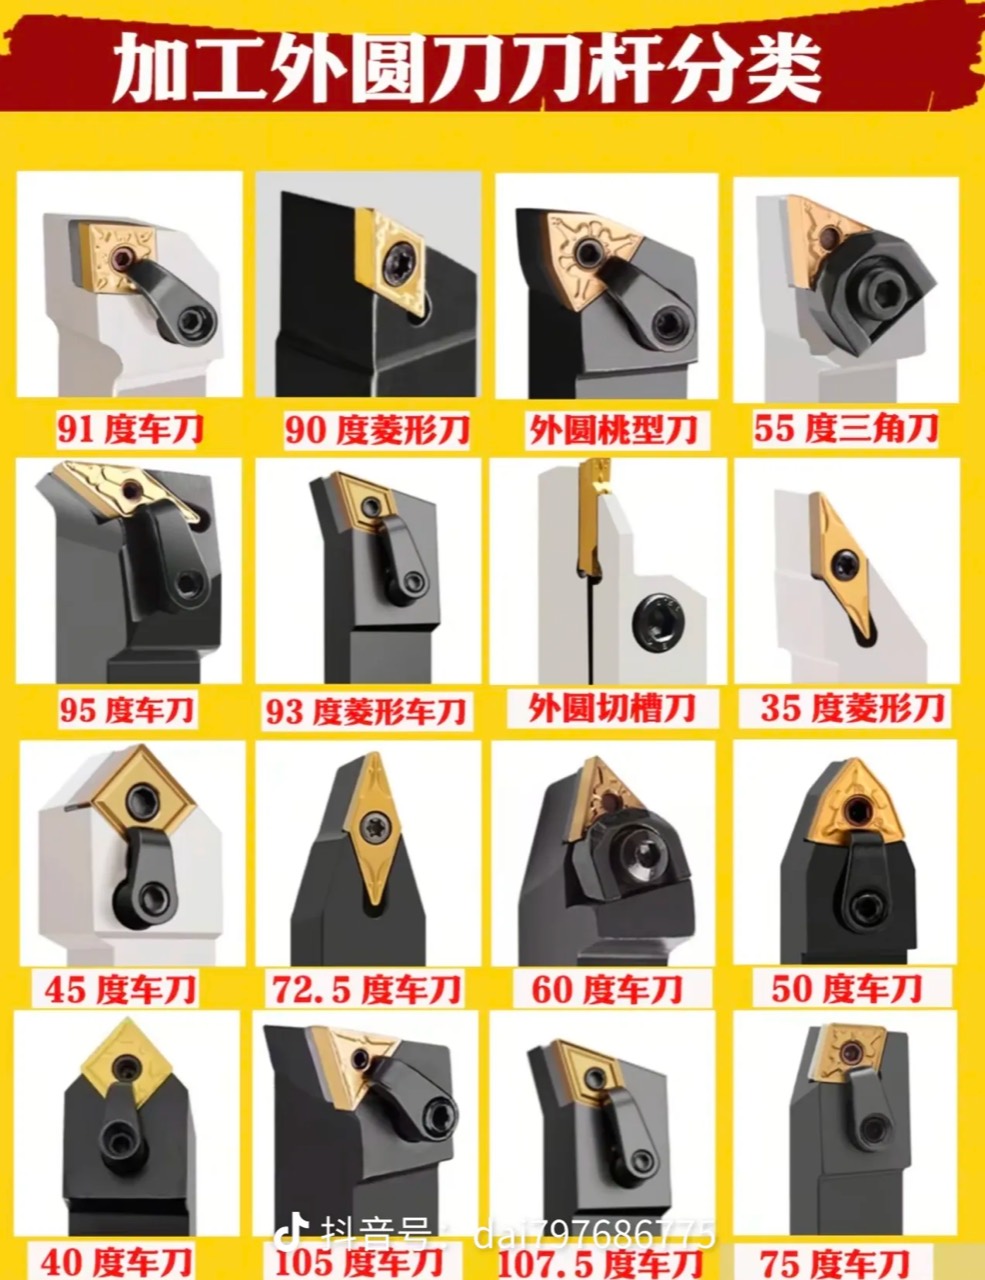 加工外圆刀刀杆分类
91 度车刀
90 度菱形刀
外圆桃型刀
55 度三角刀
95 度车刀
93 度菱形车刀
外圆切槽刀
35 度菱形刀
45 度车刀
72.5 度车刀
60 度车刀
50 度车刀
抖音号：dai797686775
40 度车刀
105 度车刀
107.5 度车刀
75 度车刀